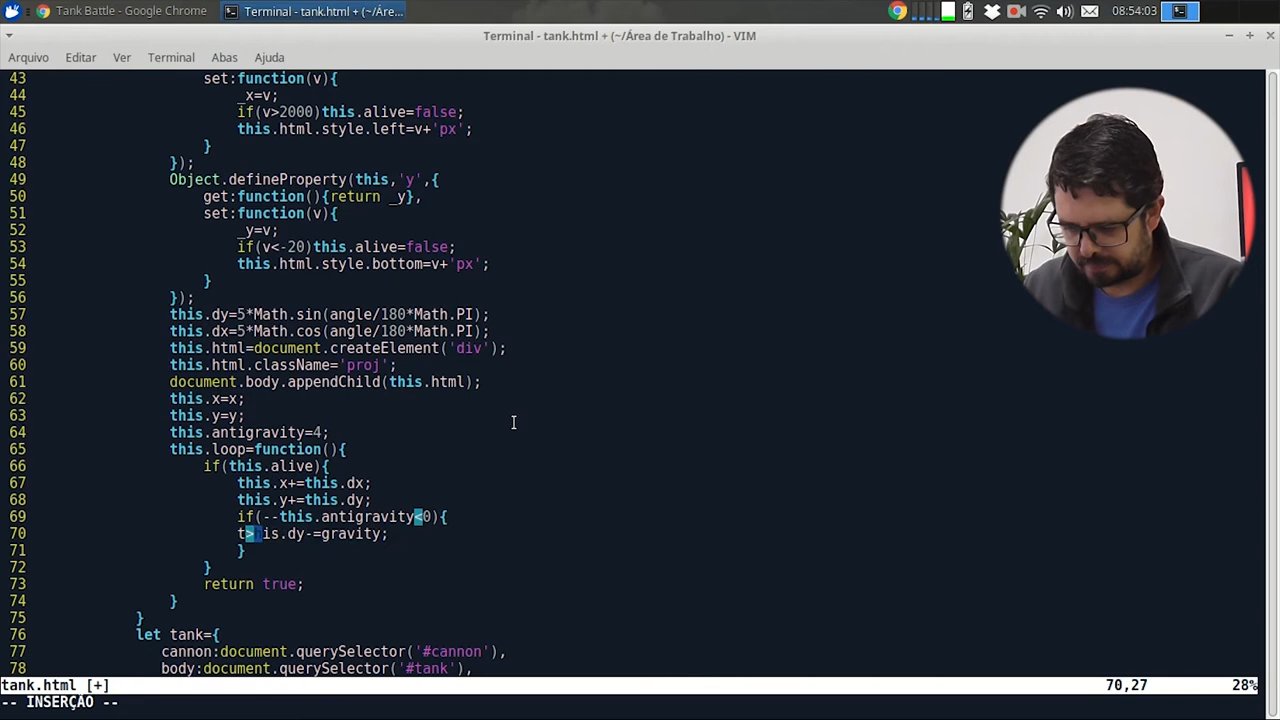 Tank Battle - Google Chrome
Terminal - tank.html + (~/Área...
08:54:03
Terminal - tank.html + (~/Área de Trabalho) - VIM
Arquivo Editar Ver Terminal Abas Ajuda
43 set:function(v){
44 _x=v;
45 if(v>2000)this.alive=false;
46 this.html.style.left=v+'px';
47 }
48 });
49 Object.defineProperty(this,'y',{
50 get:function(){return _y},
51 set:function(v){
52 _y=v;
53 if(v<-20)this.alive=false;
54 this.html.style.bottom=v+'px';
55 }
56 });
57 this.dy=5*Math.sin(angle/180*Math.PI);
58 this.dx=5*Math.cos(angle/180*Math.PI);
59 this.html=document.createElement('div');
60 this.html.className='proj';
61 document.body.appendChild(this.html);
62 this.x=x;
63 this.y=y;
64 this.antigravity=4;
65 this.loop=function(){
66 if(this.alive){
67 this.x+=this.dx;
68 this.y+=this.dy;
69 if(--this.antigravity<0){
70 t> is.dy-=gravity;
71 }
72 }
73 return true;
74 }
75 }
76 let tank={
77 cannon:document.querySelector('#cannon'),
78 body:document.querySelector('#tank'),
tank.html [+] 70,27 28%
-- INSERÇÃO --